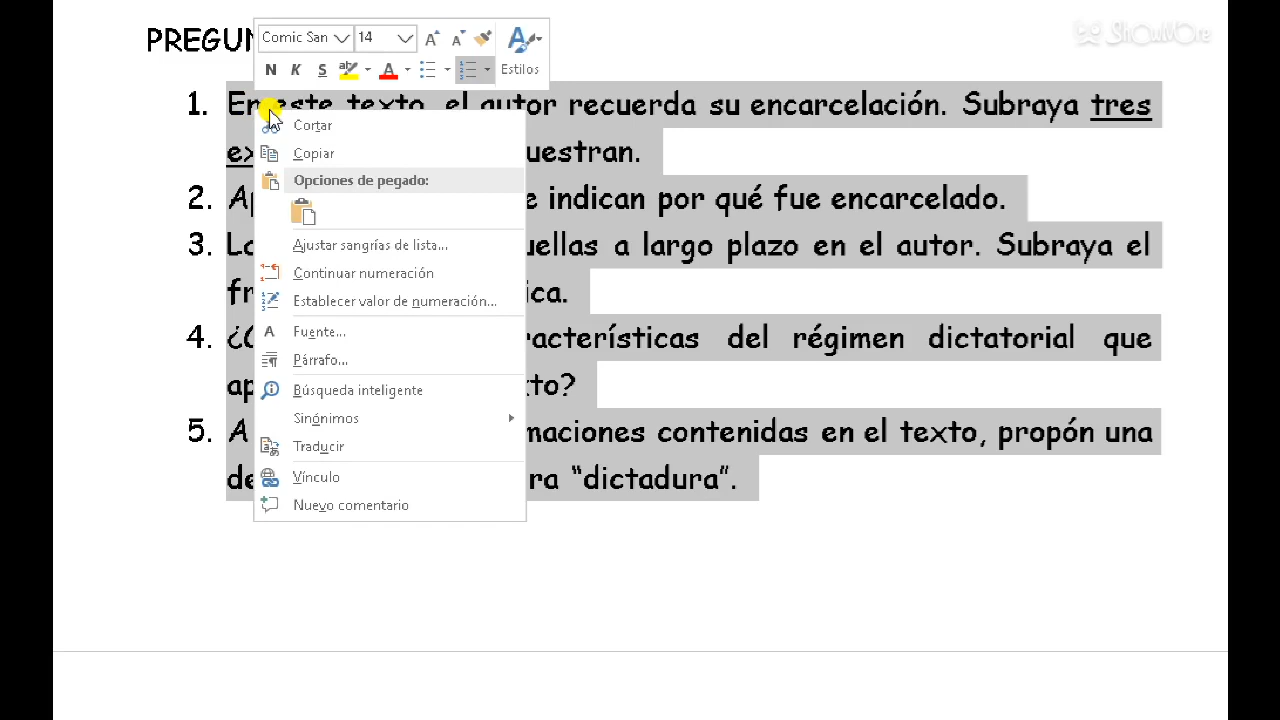 PREGUN
Comic San 14
N K S Estilos
1. En este texto, el autor recuerda su encarcelación. Subraya tres
ex uestran.
2. Ap e indican por qué fue encarcelado.
3. La uellas a largo plazo en el autor. Subraya el
fr ica.
4. ¿C racterísticas del régimen dictatorial que
ap xto?
5. A maciones contenidas en el texto, propón una
de ra “dictadura”.
Cortar
Copiar
Opciones de pegado:
Ajustar sangrías de lista...
Continuar numeración
Establecer valor de numeración...
Fuente...
Párrafo...
Búsqueda inteligente
Sinónimos
Traducir
Vínculo
Nuevo comentario
ShowMore